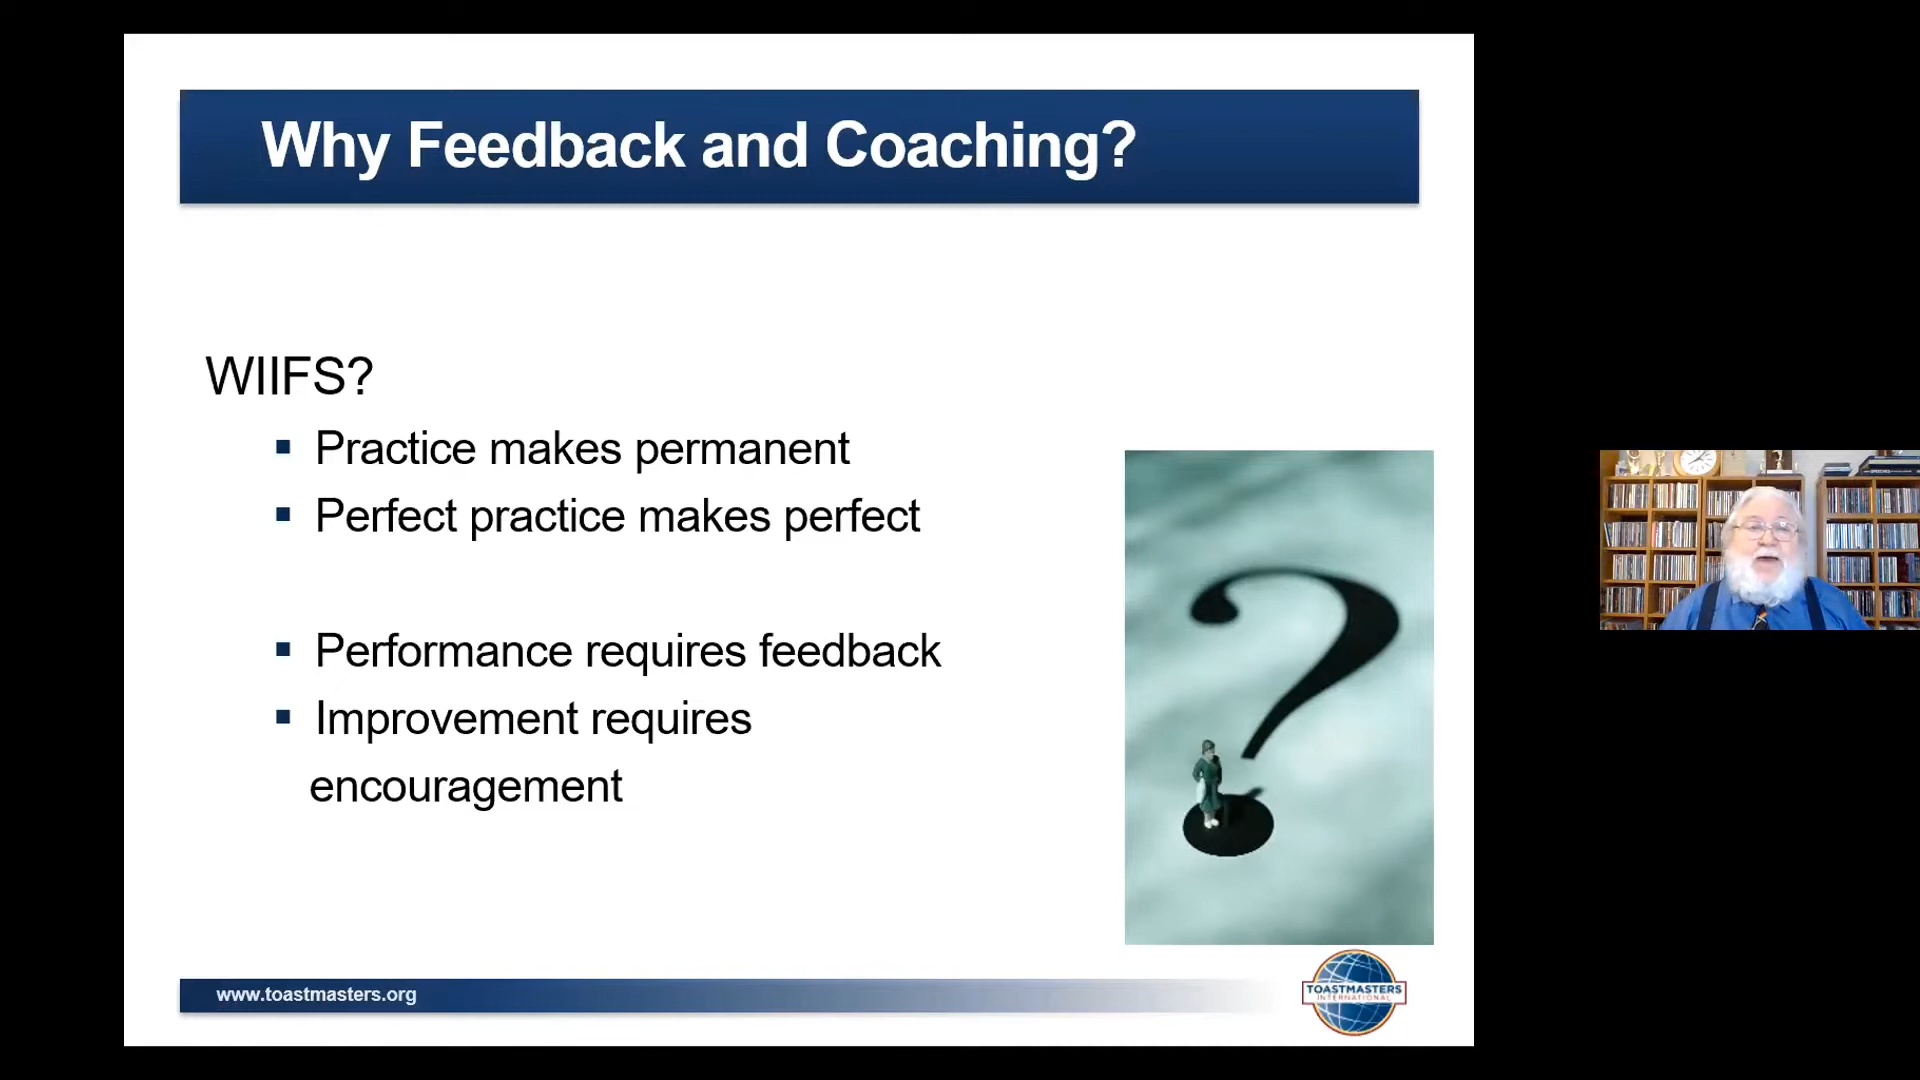 Why Feedback and Coaching?
WIIFS?
▪ Practice makes permanent
▪ Perfect practice makes perfect
▪ Performance requires feedback
▪ Improvement requires
encouragement
www.toastmasters.org
TOASTMASTERS
INTERNATIONAL